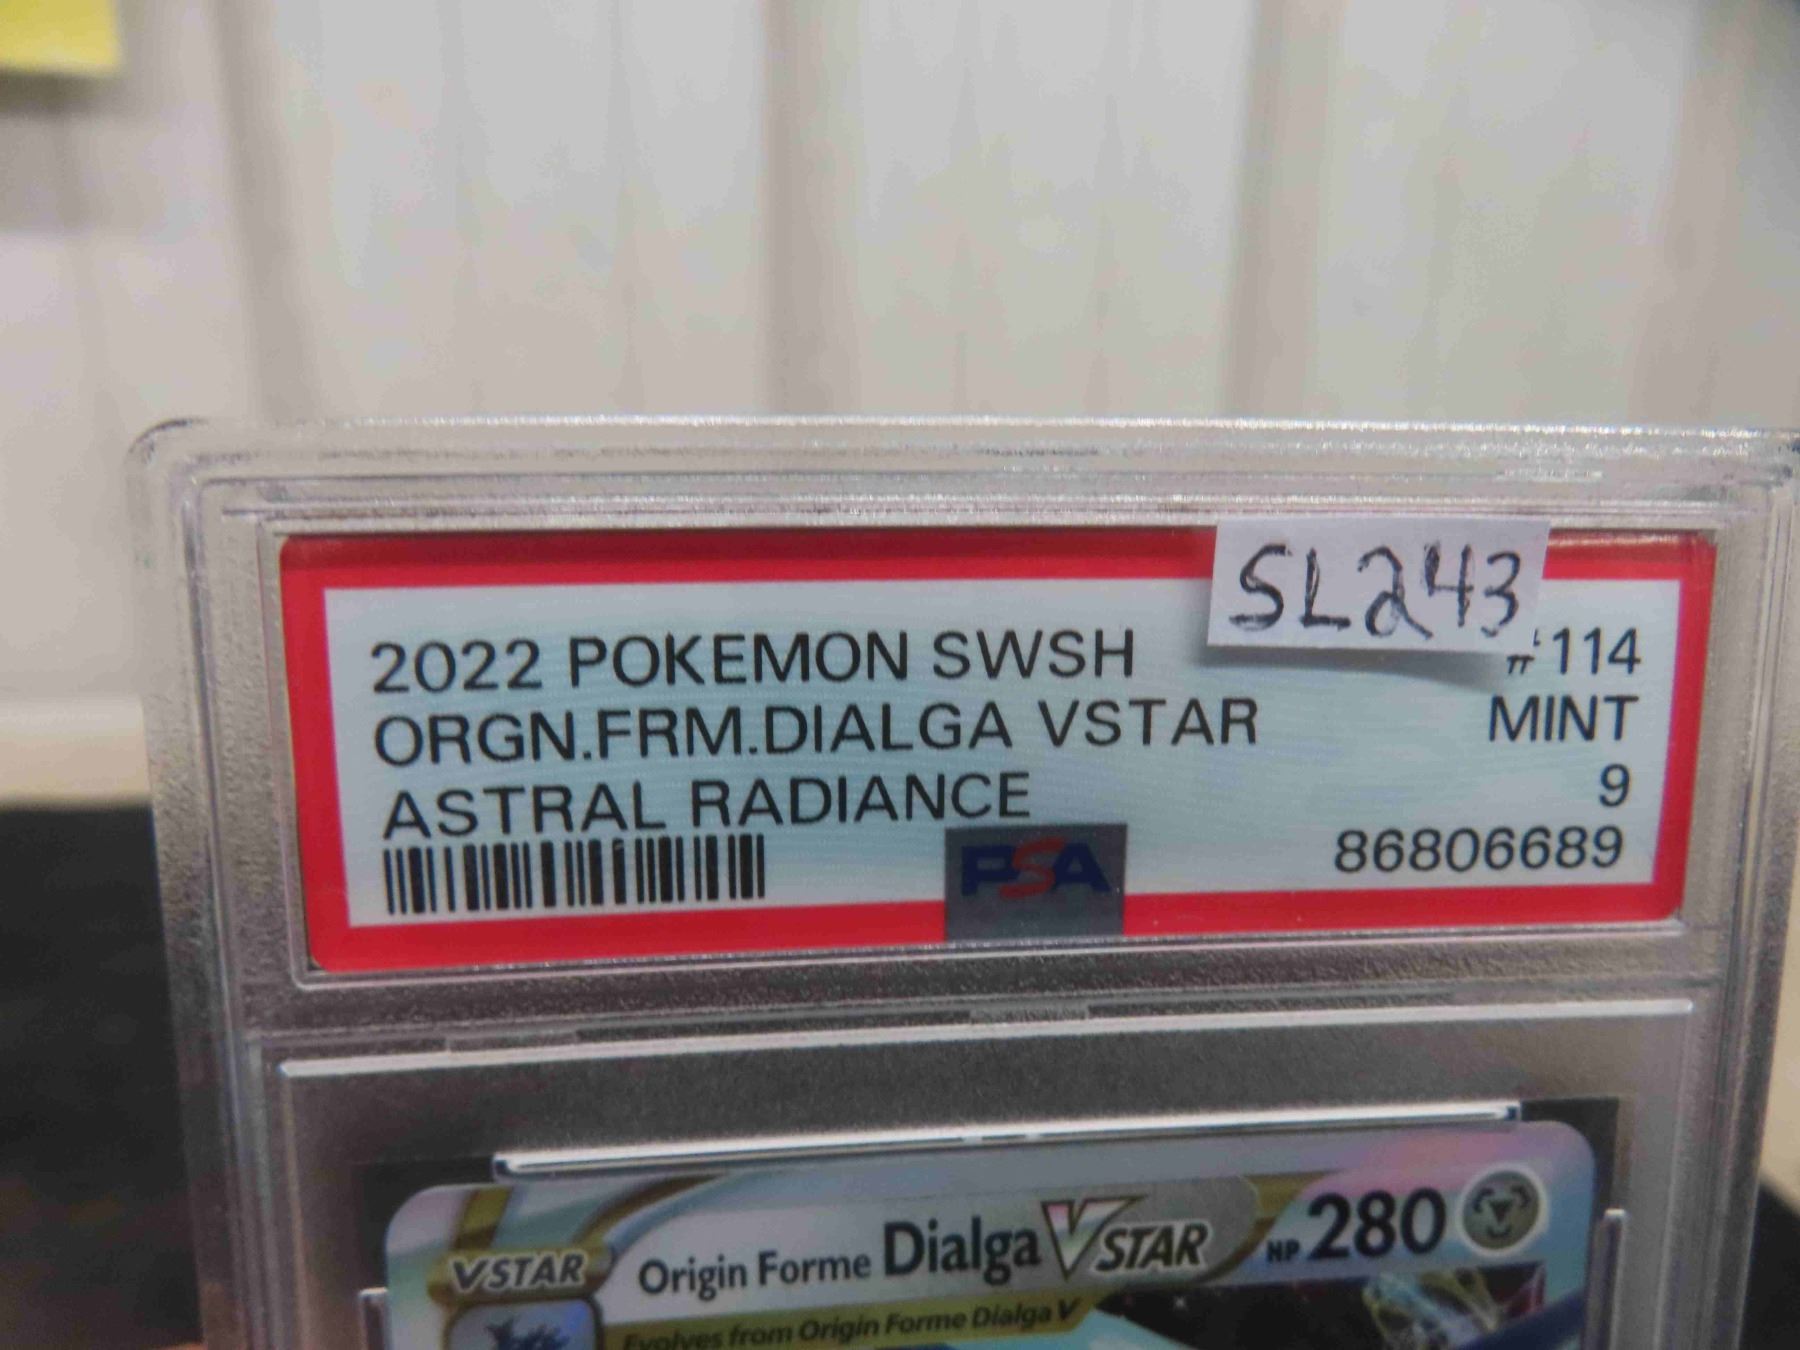 SL243
2022 POKEMON SWSH #114
ORGN.FRM.DIALGA VSTAR MINT
ASTRAL RADIANCE 9
PSA 86806689
VSTAR Origin Forme Dialga VSTAR HP 280
Evolves from Origin Forme Dialga V